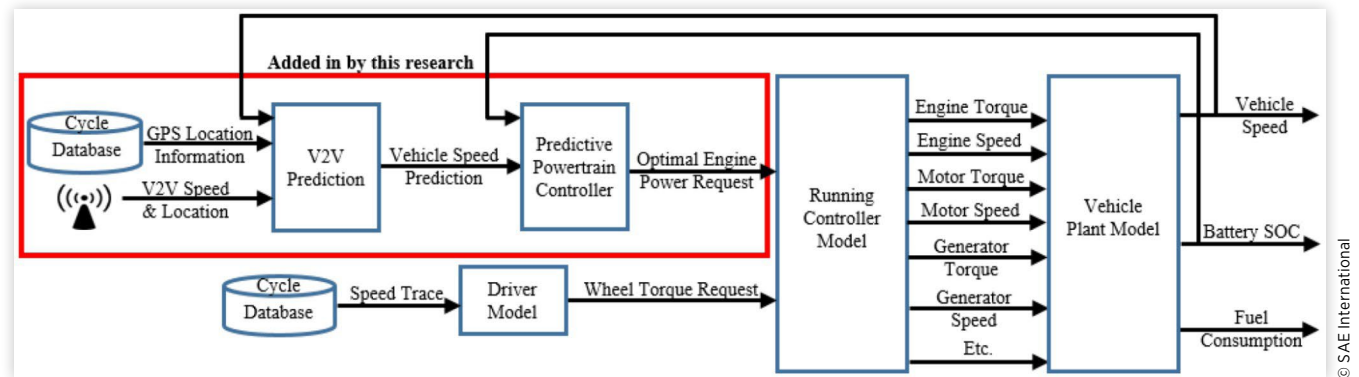 Added in by this research
Cycle
Database
GPS Location
Information
V2V Speed
& Location
V2V
Prediction
Vehicle Speed
Prediction
Predictive
Powertrain
Controller
Optimal Engine
Power Request
Cycle
Database
Speed Trace
Driver
Model
Wheel Torque Request
Running
Controller
Model
Engine Torque
Engine Speed
Motor Torque
Motor Speed
Generator
Torque
Generator
Speed
Etc.
Vehicle
Plant Model
Vehicle
Speed
Battery SOC
Fuel
Consumption
© SAE International